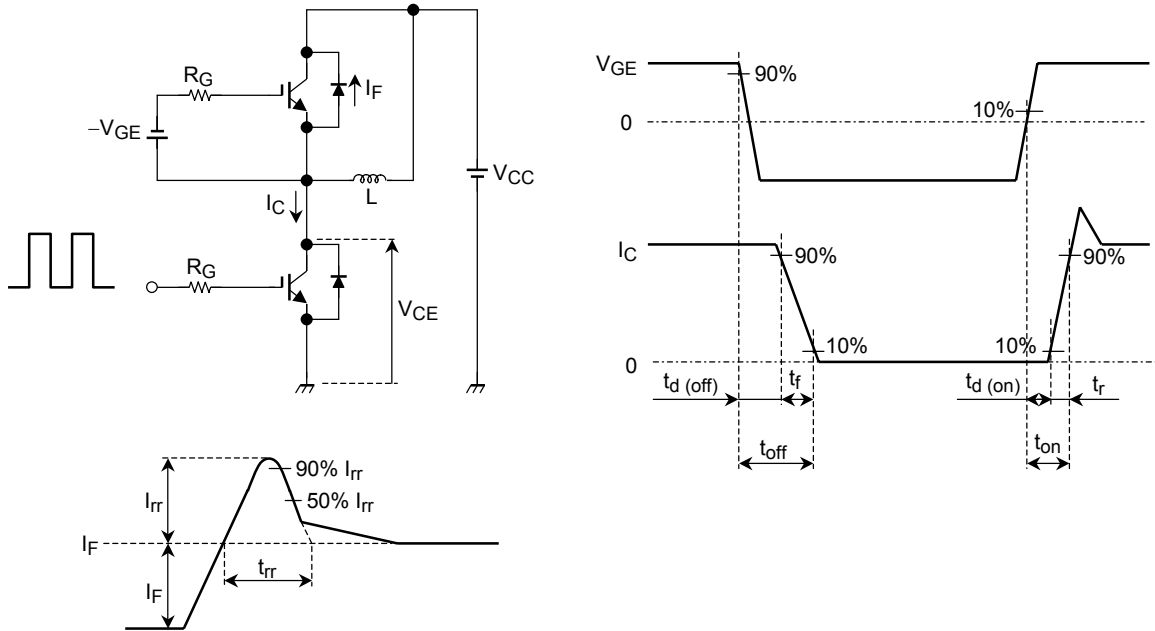 R_G
I_F
−V_GE
V_CC
I_C
L
R_G
V_CE
V_GE
90%
10%
0
I_C
90%
90%
10%
10%
0
t_d (off)
t_f
t_d (on)
t_r
t_off
t_on
I_rr
90% I_rr
50% I_rr
I_F
I_F
t_rr